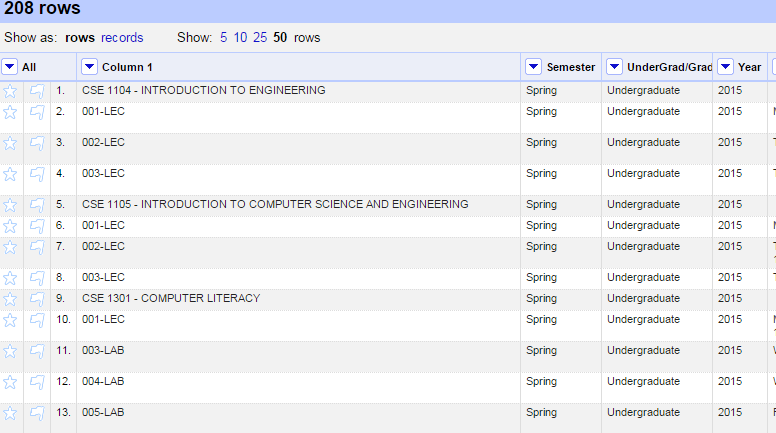 208 rows
Show as: rows records Show: 5 10 25 50 rows
All Column 1 Semester UnderGrad/Grad Year
1. CSE 1104 - INTRODUCTION TO ENGINEERING Spring Undergraduate 2015
2. 001-LEC Spring Undergraduate 2015
3. 002-LEC Spring Undergraduate 2015
4. 003-LEC Spring Undergraduate 2015
5. CSE 1105 - INTRODUCTION TO COMPUTER SCIENCE AND ENGINEERING Spring Undergraduate 2015
6. 001-LEC Spring Undergraduate 2015
7. 002-LEC Spring Undergraduate 2015
8. 003-LEC Spring Undergraduate 2015
9. CSE 1301 - COMPUTER LITERACY Spring Undergraduate 2015
10. 001-LEC Spring Undergraduate 2015
11. 003-LAB Spring Undergraduate 2015
12. 004-LAB Spring Undergraduate 2015
13. 005-LAB Spring Undergraduate 2015